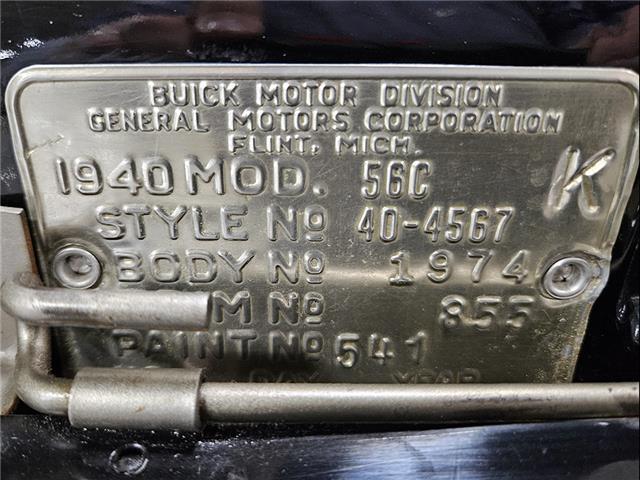 BUICK MOTOR DIVISION
GENERAL MOTORS CORPORATION
FLINT, MICH.
1940 MOD. 56C K
STYLE No 40-4567
BODY No 1974
M No 855
PAINT No 541
YEAR